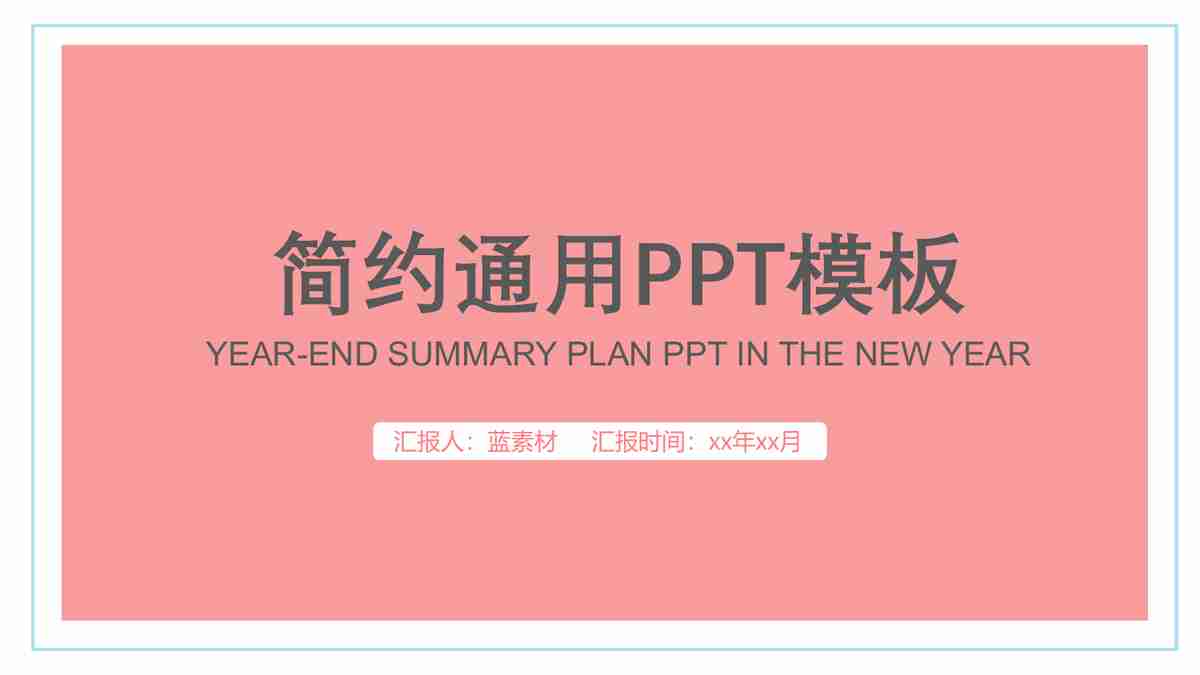 简约通用PPT模板
YEAR-END SUMMARY PLAN PPT IN THE NEW YEAR
汇报人：蓝素材 汇报时间：xx年xx月